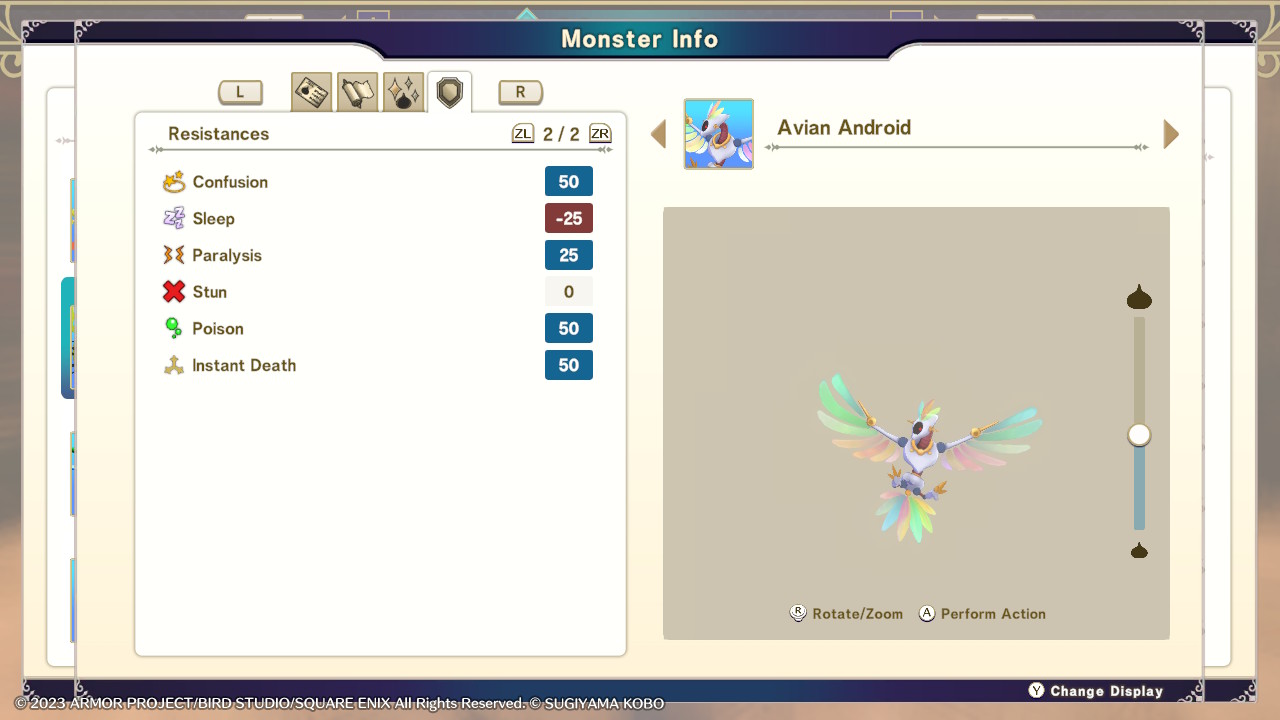 Monster Info
L R
Resistances ZL 2 / 2 ZR
Avian Android
Confusion 50
Sleep -25
Paralysis 25
Stun 0
Poison 50
Instant Death 50
R Rotate/Zoom A Perform Action
Y Change Display
© 2023 ARMOR PROJECT/BIRD STUDIO/SQUARE ENIX All Rights Reserved. © SUGIYAMA KOBO